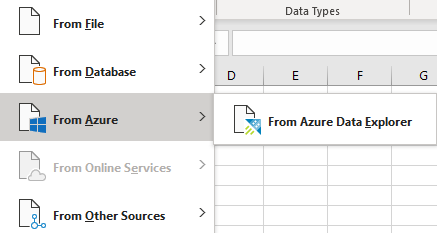 From File
Data Types
From Database
D E F G
From Azure
From Azure Data Explorer
From Online Services
From Other Sources